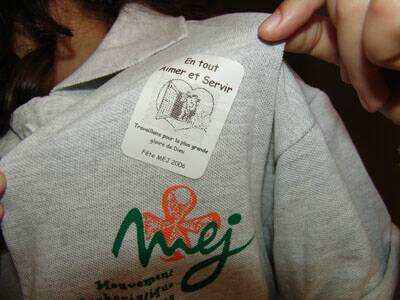 En tout
Aimer et Servir
Travaillons pour la plus grande
gloire de Dieu
Fête MEJ 2006
mej
Mouvement